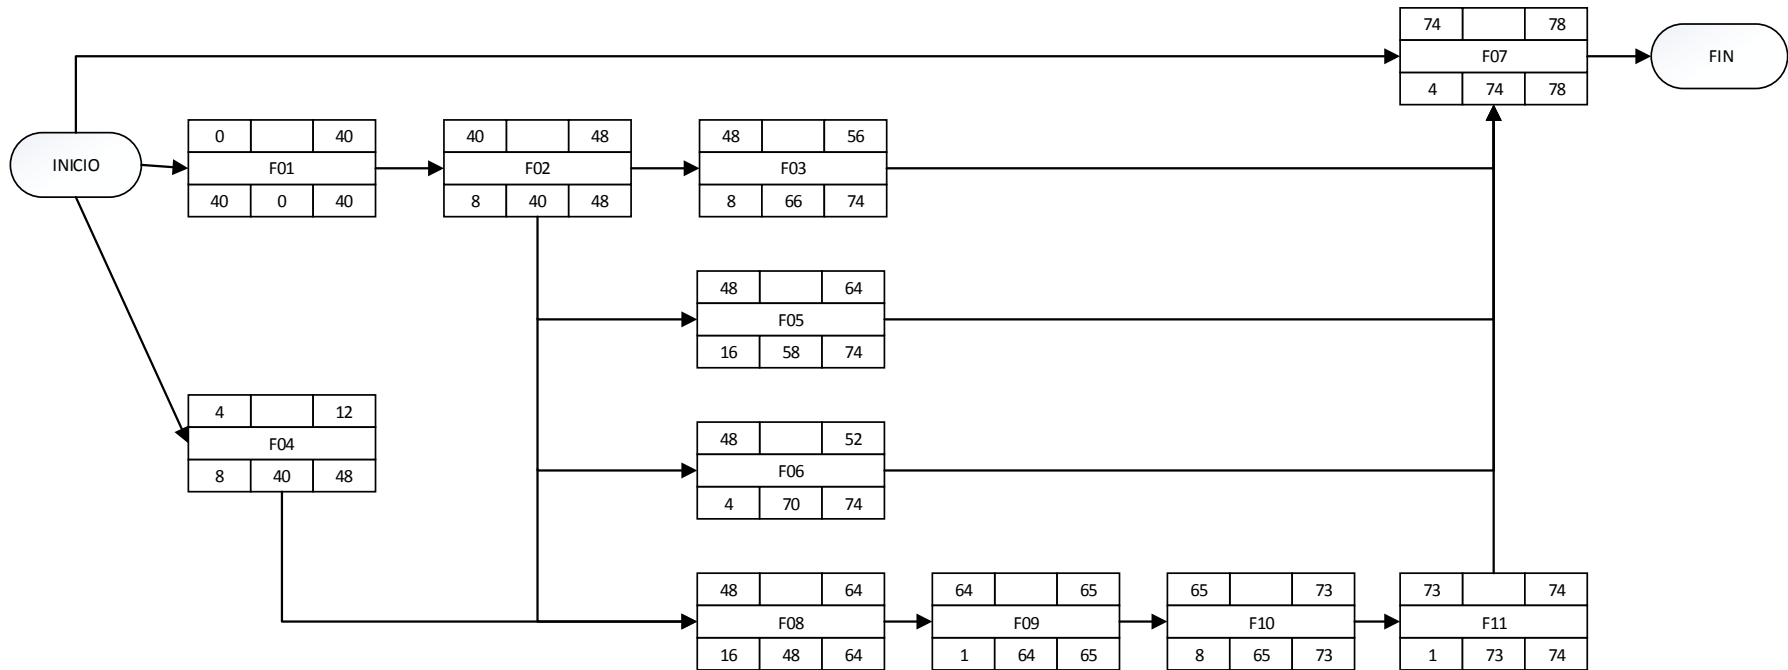 74 78
F07
4 74 78
FIN
INICIO
0 40
F01
40 0 40
40 48
F02
8 40 48
48 56
F03
8 66 74
48 64
F05
16 58 74
4 12
F04
8 40 48
48 52
F06
4 70 74
48 64
F08
16 48 64
64 65
F09
1 64 65
65 73
F10
8 65 73
73 74
F11
1 73 74